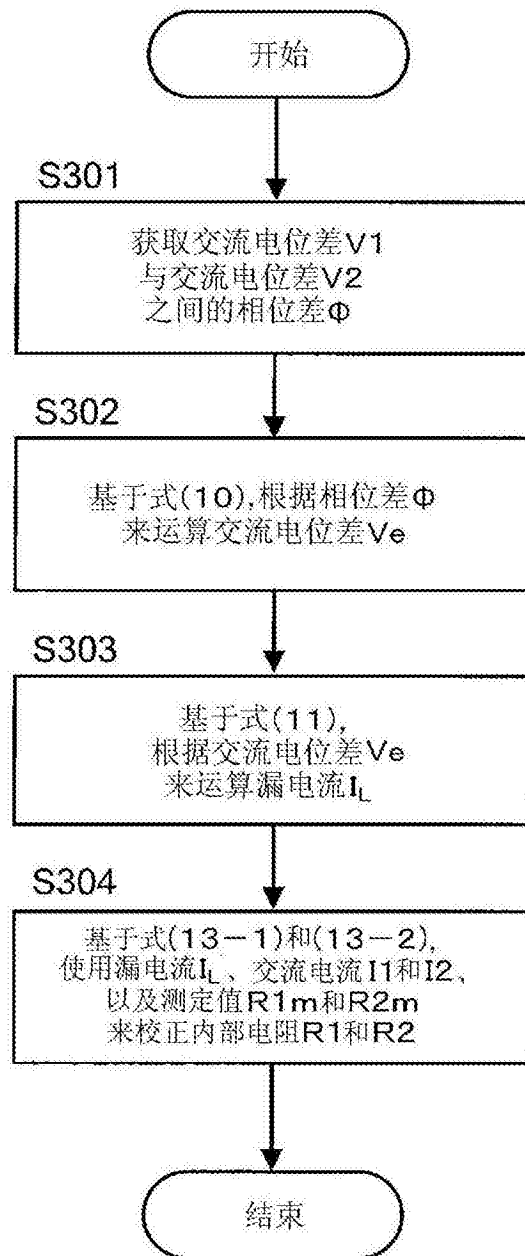 开始
S301
获取交流电位差V1
与交流电位差V2
之间的相位差Φ
S302
基于式(10),根据相位差Φ
来运算交流电位差Ve
S303
基于式(11),
根据交流电位差Ve
来运算漏电流I_L
S304
基于式(13-1)和(13-2),
使用漏电流I_L、交流电流I1和I2、
以及测定值R1m和R2m
来校正内部电阻R1和R2
结束